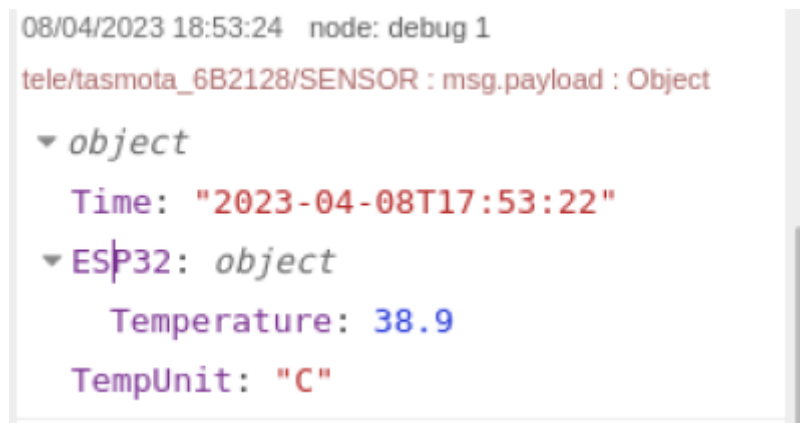 08/04/2023 18:53:24 node: debug 1
tele/tasmota_6B2128/SENSOR : msg.payload : Object
object
Time: "2023-04-08T17:53:22"
ESP32: object
Temperature: 38.9
TempUnit: "C"